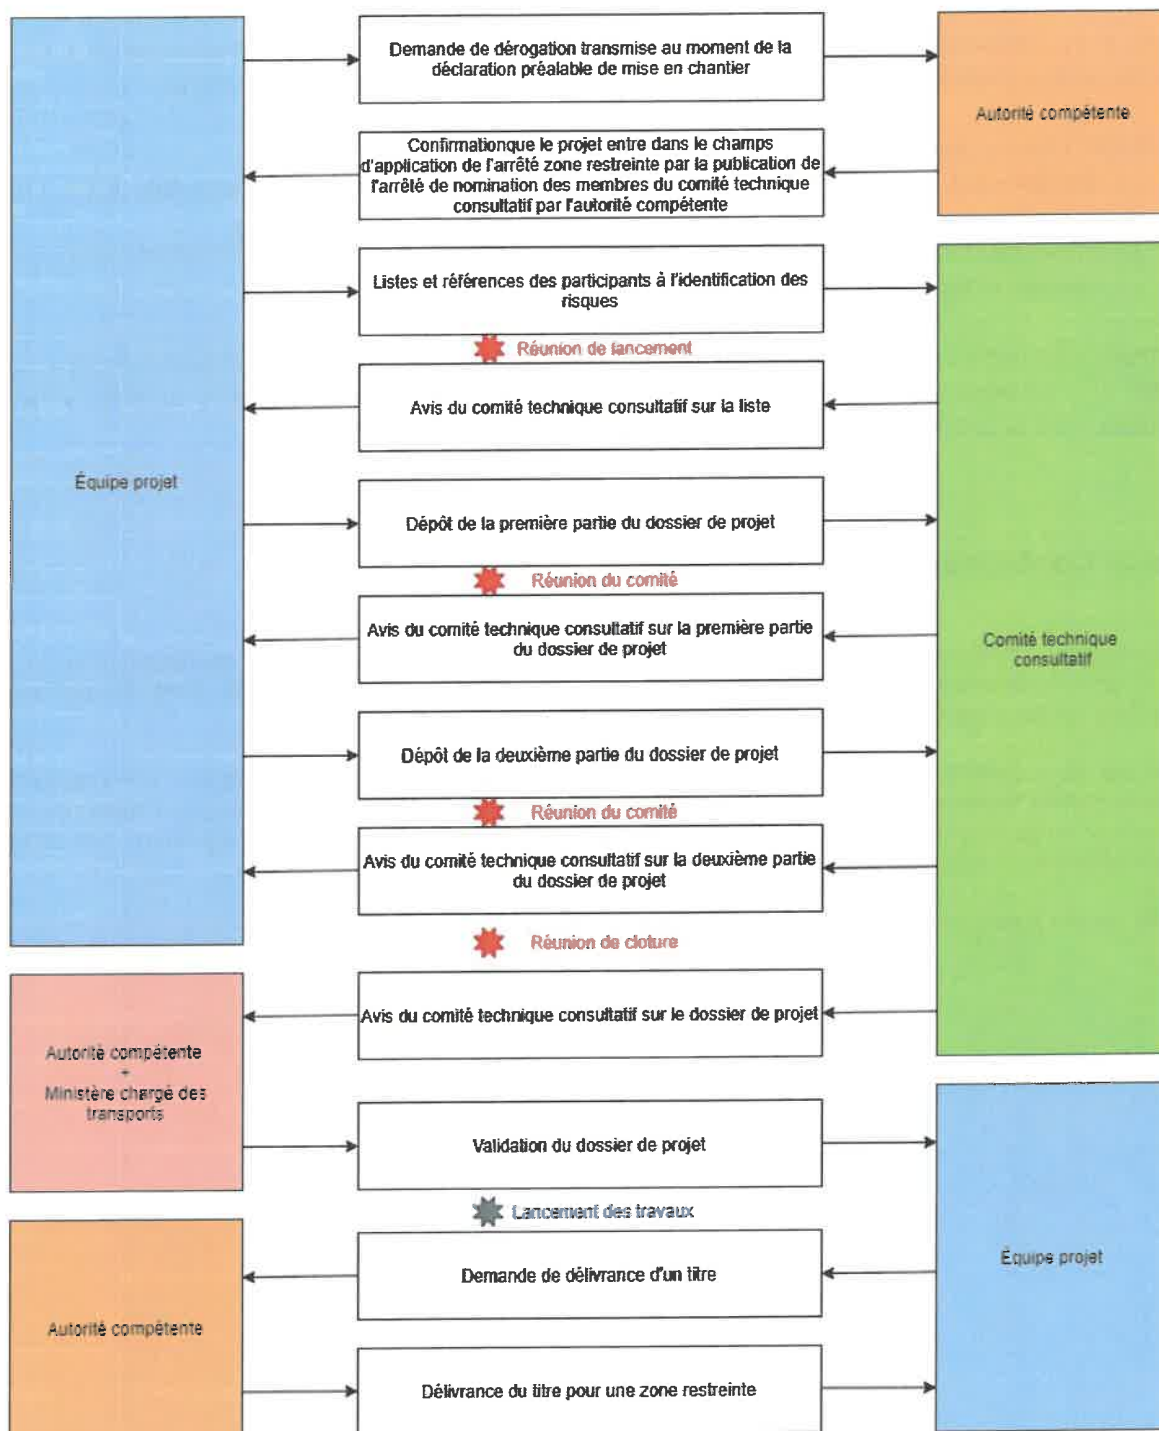 Demande de dérogation transmise au moment de la
déclaration préalable de mise en chantier
Autorité compétente
Confirmationque le projet entre dans le champs
d'application de l'arrêté zone restreinte par la publication de
l'arrêté de nomination des membres du comité technique
consultatif par l'autorité compétente
Listes et références des participants à l'identification des
risques
Réunion de lancement
Avis du comité technique consultatif sur la liste
Équipe projet
Dépôt de la première partie du dossier de projet
Réunion du comité
Avis du comité technique consultatif sur la première partie
du dossier de projet
Comité technique
consultatif
Dépôt de la deuxième partie du dossier de projet
Réunion du comité
Avis du comité technique consultatif sur la deuxième partie
du dossier de projet
Réunion de cloture
Avis du comité technique consultatif sur le dossier de projet
Autorité compétente
+
Ministère chargé des
transports
Validation du dossier de projet
Lancement des travaux
Équipe projet
Demande de délivrance d'un titre
Autorité compétente
Délivrance du titre pour une zone restreinte